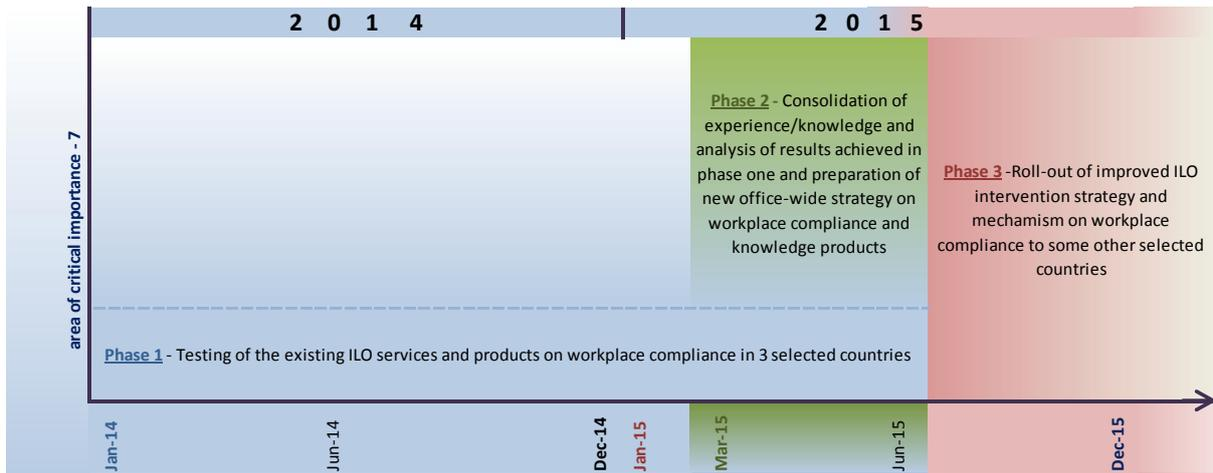 2 0 1 4
2 0 1 5
area of critical importance - 7
Phase 2 - Consolidation of
experience/knowledge and
analysis of results achieved in
phase one and preparation of
new office-wide strategy on
workplace compliance and
knowledge products
Phase 3 -Roll-out of improved ILO
intervention strategy and
mechamism on workplace
compliance to some other selected
countries
Phase 1 - Testing of the existing ILO services and products on workplace compliance in 3 selected countries
Jan-14
Jun-14
Dec-14
Jan-15
Mar-15
Jun-15
Dec-15